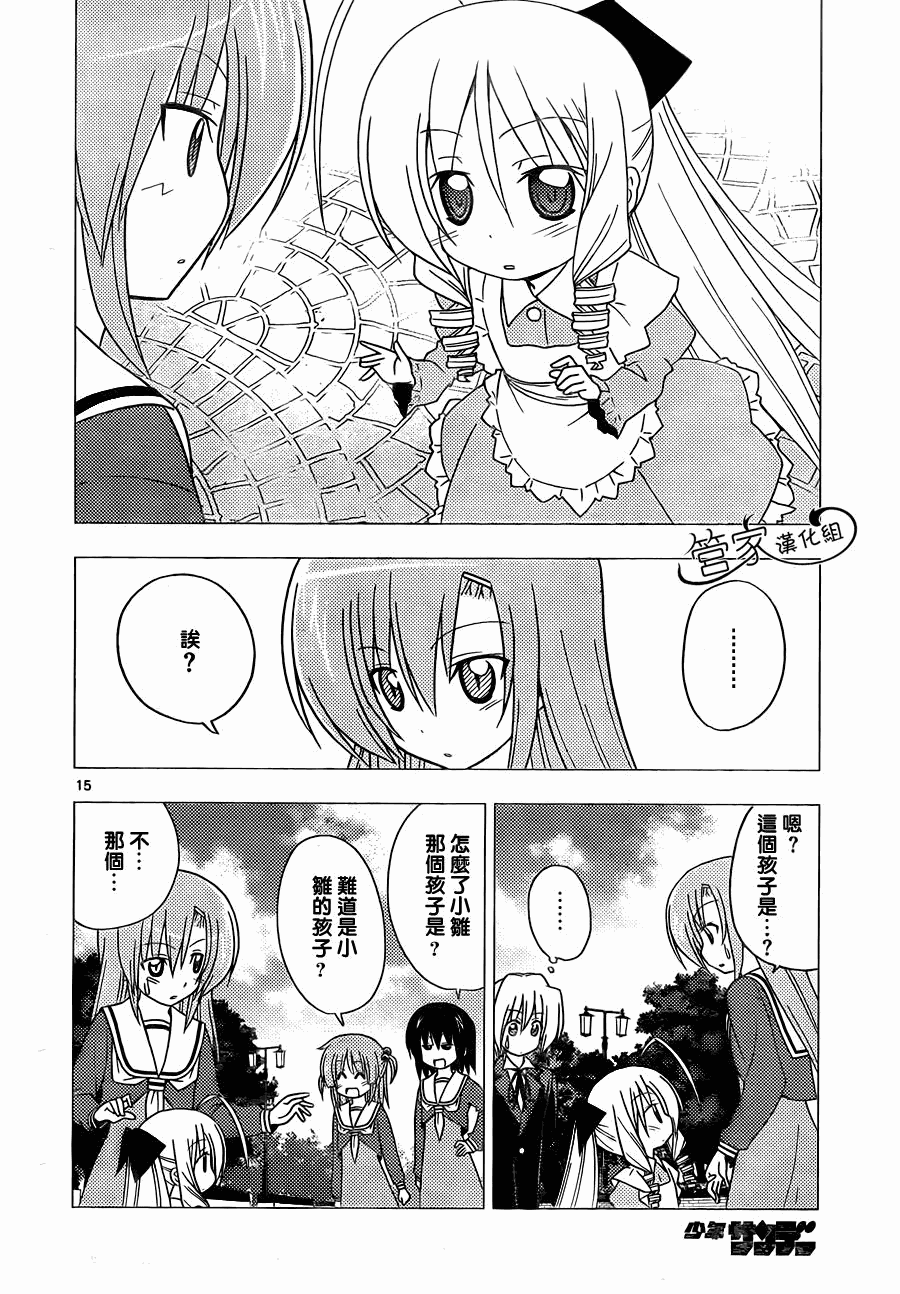 管家 漢化組
………
誒？
15
嗯？
這個孩子是…？
……
怎麼了小雛
那個孩子是？
難道是小
雛的孩子？
不…
那個…
少年サンデー